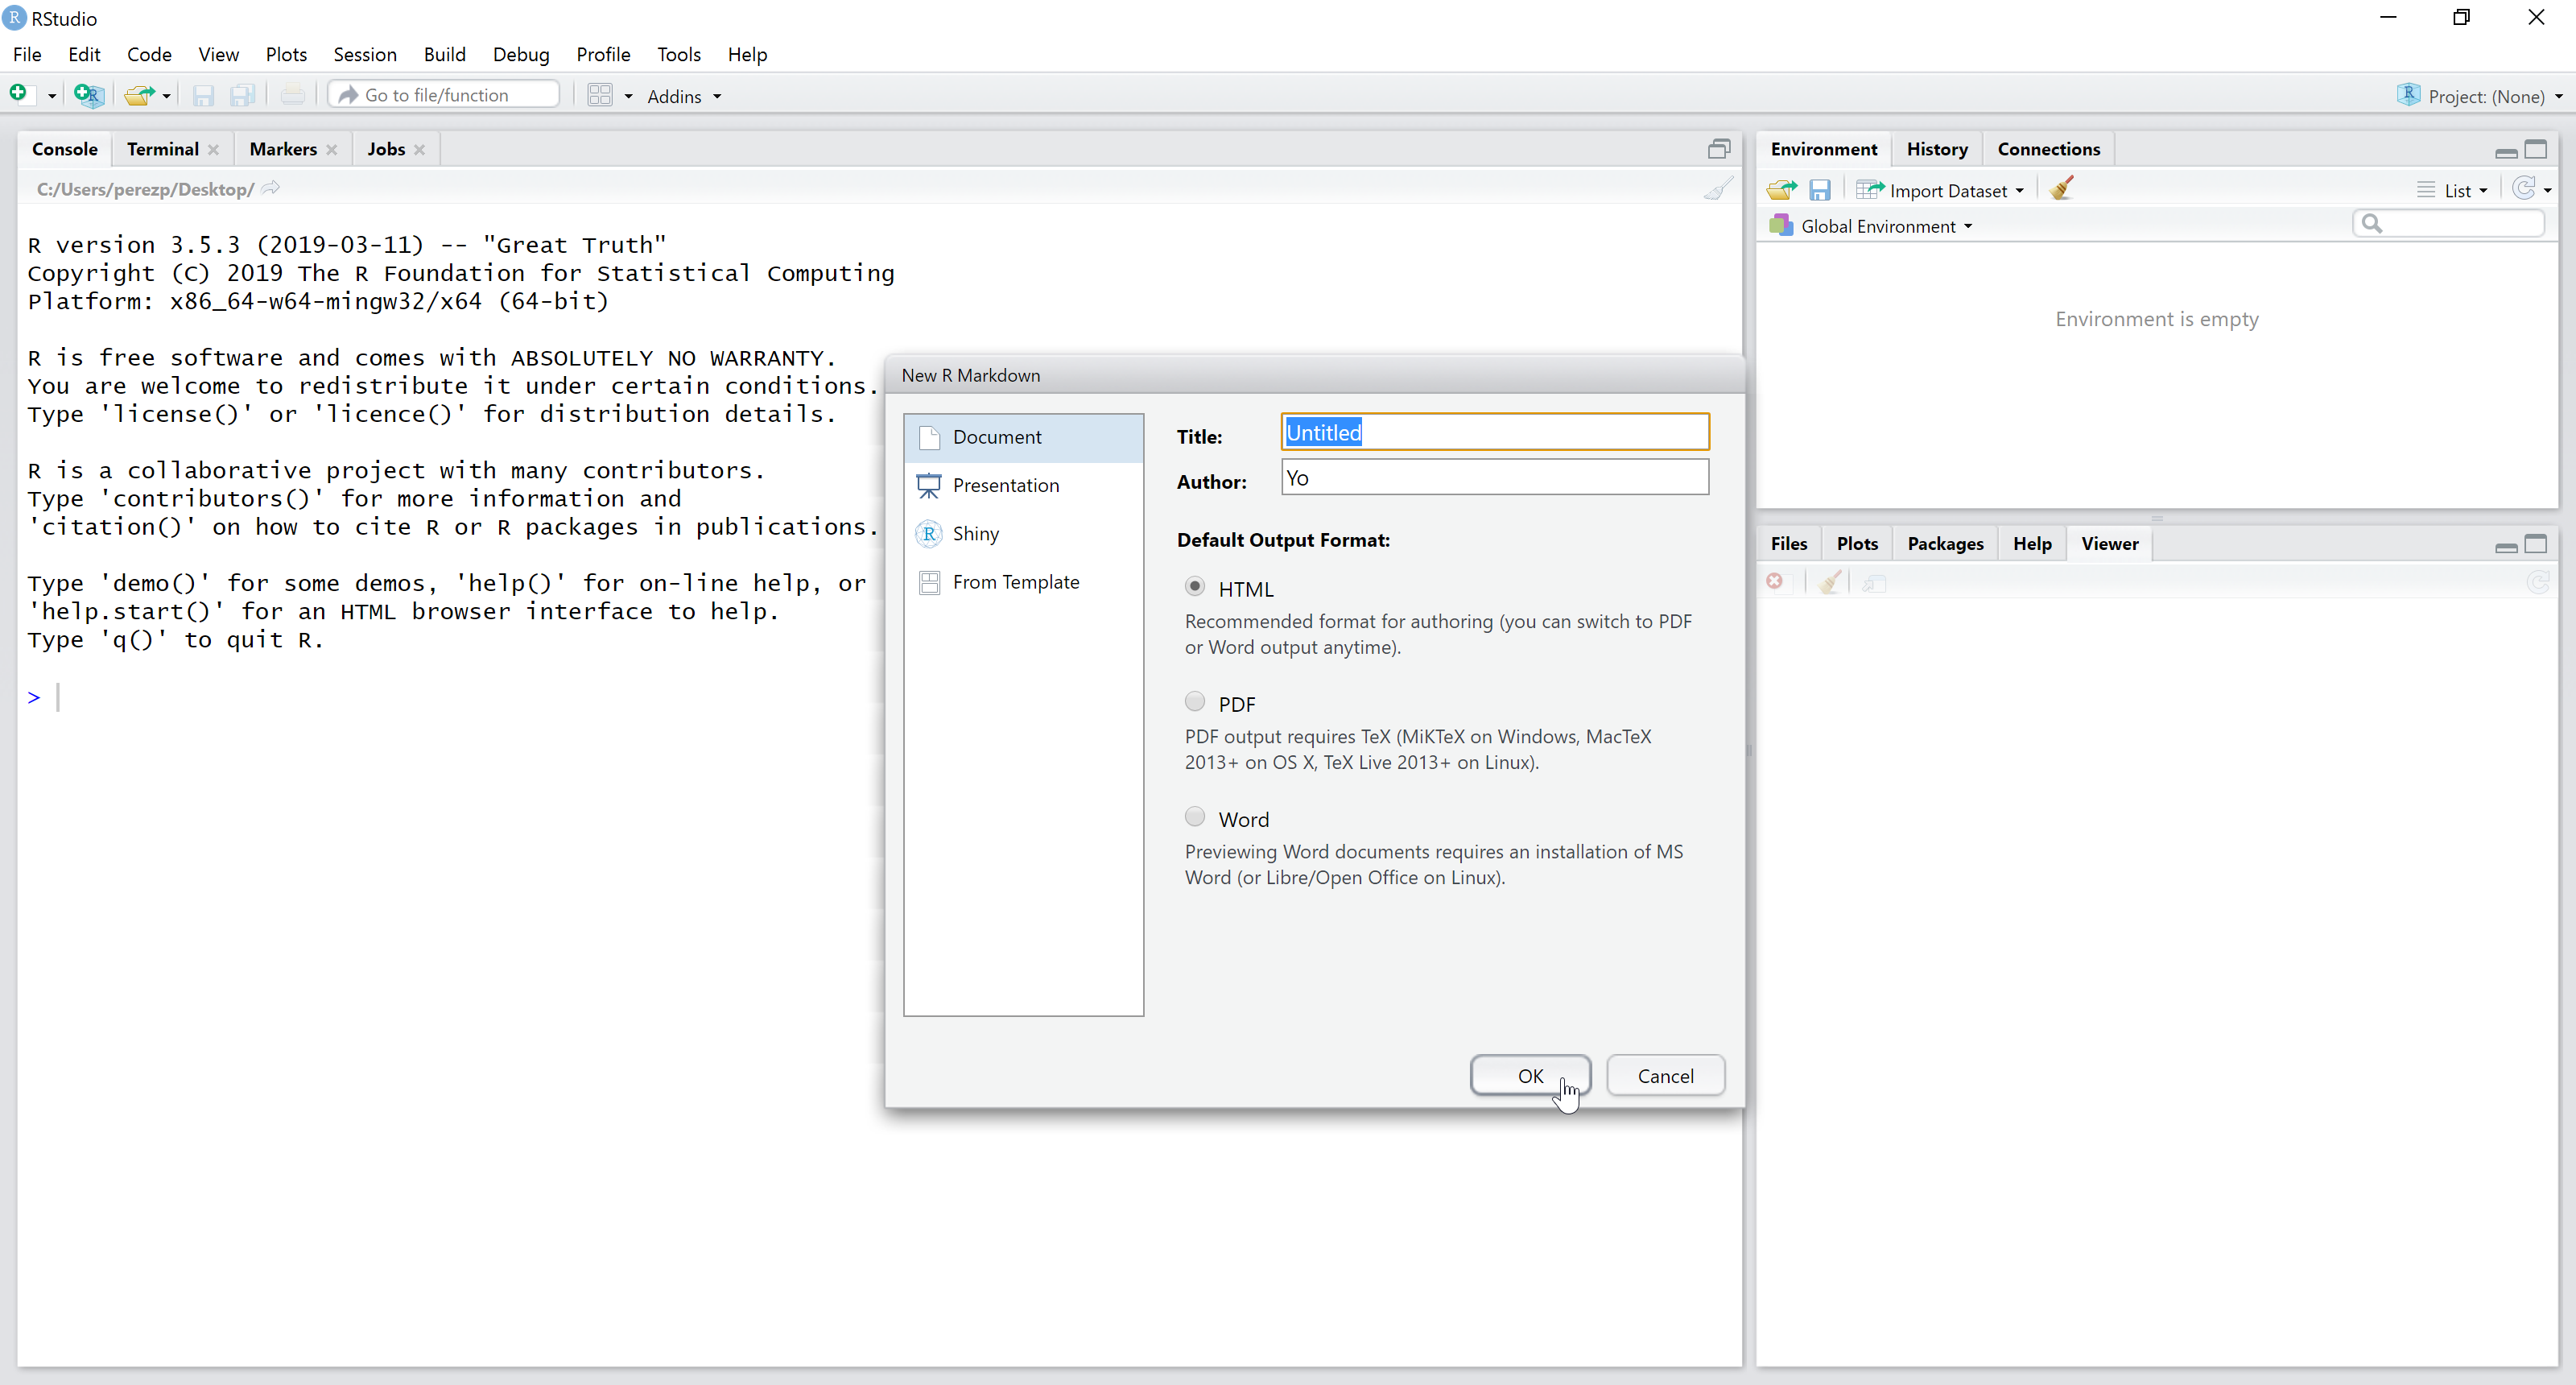 RStudio
File Edit Code View Plots Session Build Debug Profile Tools Help
Go to file/function Addins Project: (None)
Console Terminal Markers Jobs
C:/Users/perezp/Desktop/
R version 3.5.3 (2019-03-11) -- "Great Truth"
Copyright (C) 2019 The R Foundation for Statistical Computing
Platform: x86_64-w64-mingw32/x64 (64-bit)
R is free software and comes with ABSOLUTELY NO WARRANTY.
You are welcome to redistribute it under certain conditions.
Type 'license()' or 'licence()' for distribution details.
R is a collaborative project with many contributors.
Type 'contributors()' for more information and
'citation()' on how to cite R or R packages in publications.
Type 'demo()' for some demos, 'help()' for on-line help, or
'help.start()' for an HTML browser interface to help.
Type 'q()' to quit R.
>
New R Markdown
Document
Presentation
Shiny
From Template
Title: Untitled
Author: Yo
Default Output Format:
HTML
Recommended format for authoring (you can switch to PDF
or Word output anytime).
PDF
PDF output requires TeX (MiKTeX on Windows, MacTeX
2013+ on OS X, TeX Live 2013+ on Linux).
Word
Previewing Word documents requires an installation of MS
Word (or Libre/Open Office on Linux).
OK Cancel
Environment History Connections
Import Dataset List
Global Environment
Environment is empty
Files Plots Packages Help Viewer